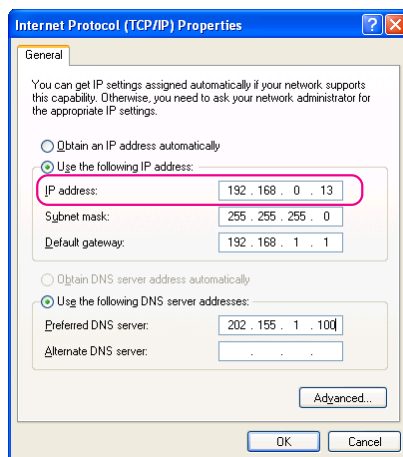 Internet Protocol (TCP/IP) Properties
General
You can get IP settings assigned automatically if your network supports
this capability. Otherwise, you need to ask your network administrator for
the appropriate IP settings.
Obtain an IP address automatically
Use the following IP address:
IP address: 192 . 168 . 0 . 13
Subnet mask: 255 . 255 . 255 . 0
Default gateway: 192 . 168 . 1 . 1
Obtain DNS server address automatically
Use the following DNS server addresses:
Preferred DNS server: 202 . 155 . 1 . 100
Alternate DNS server: . . .
Advanced...
OK Cancel